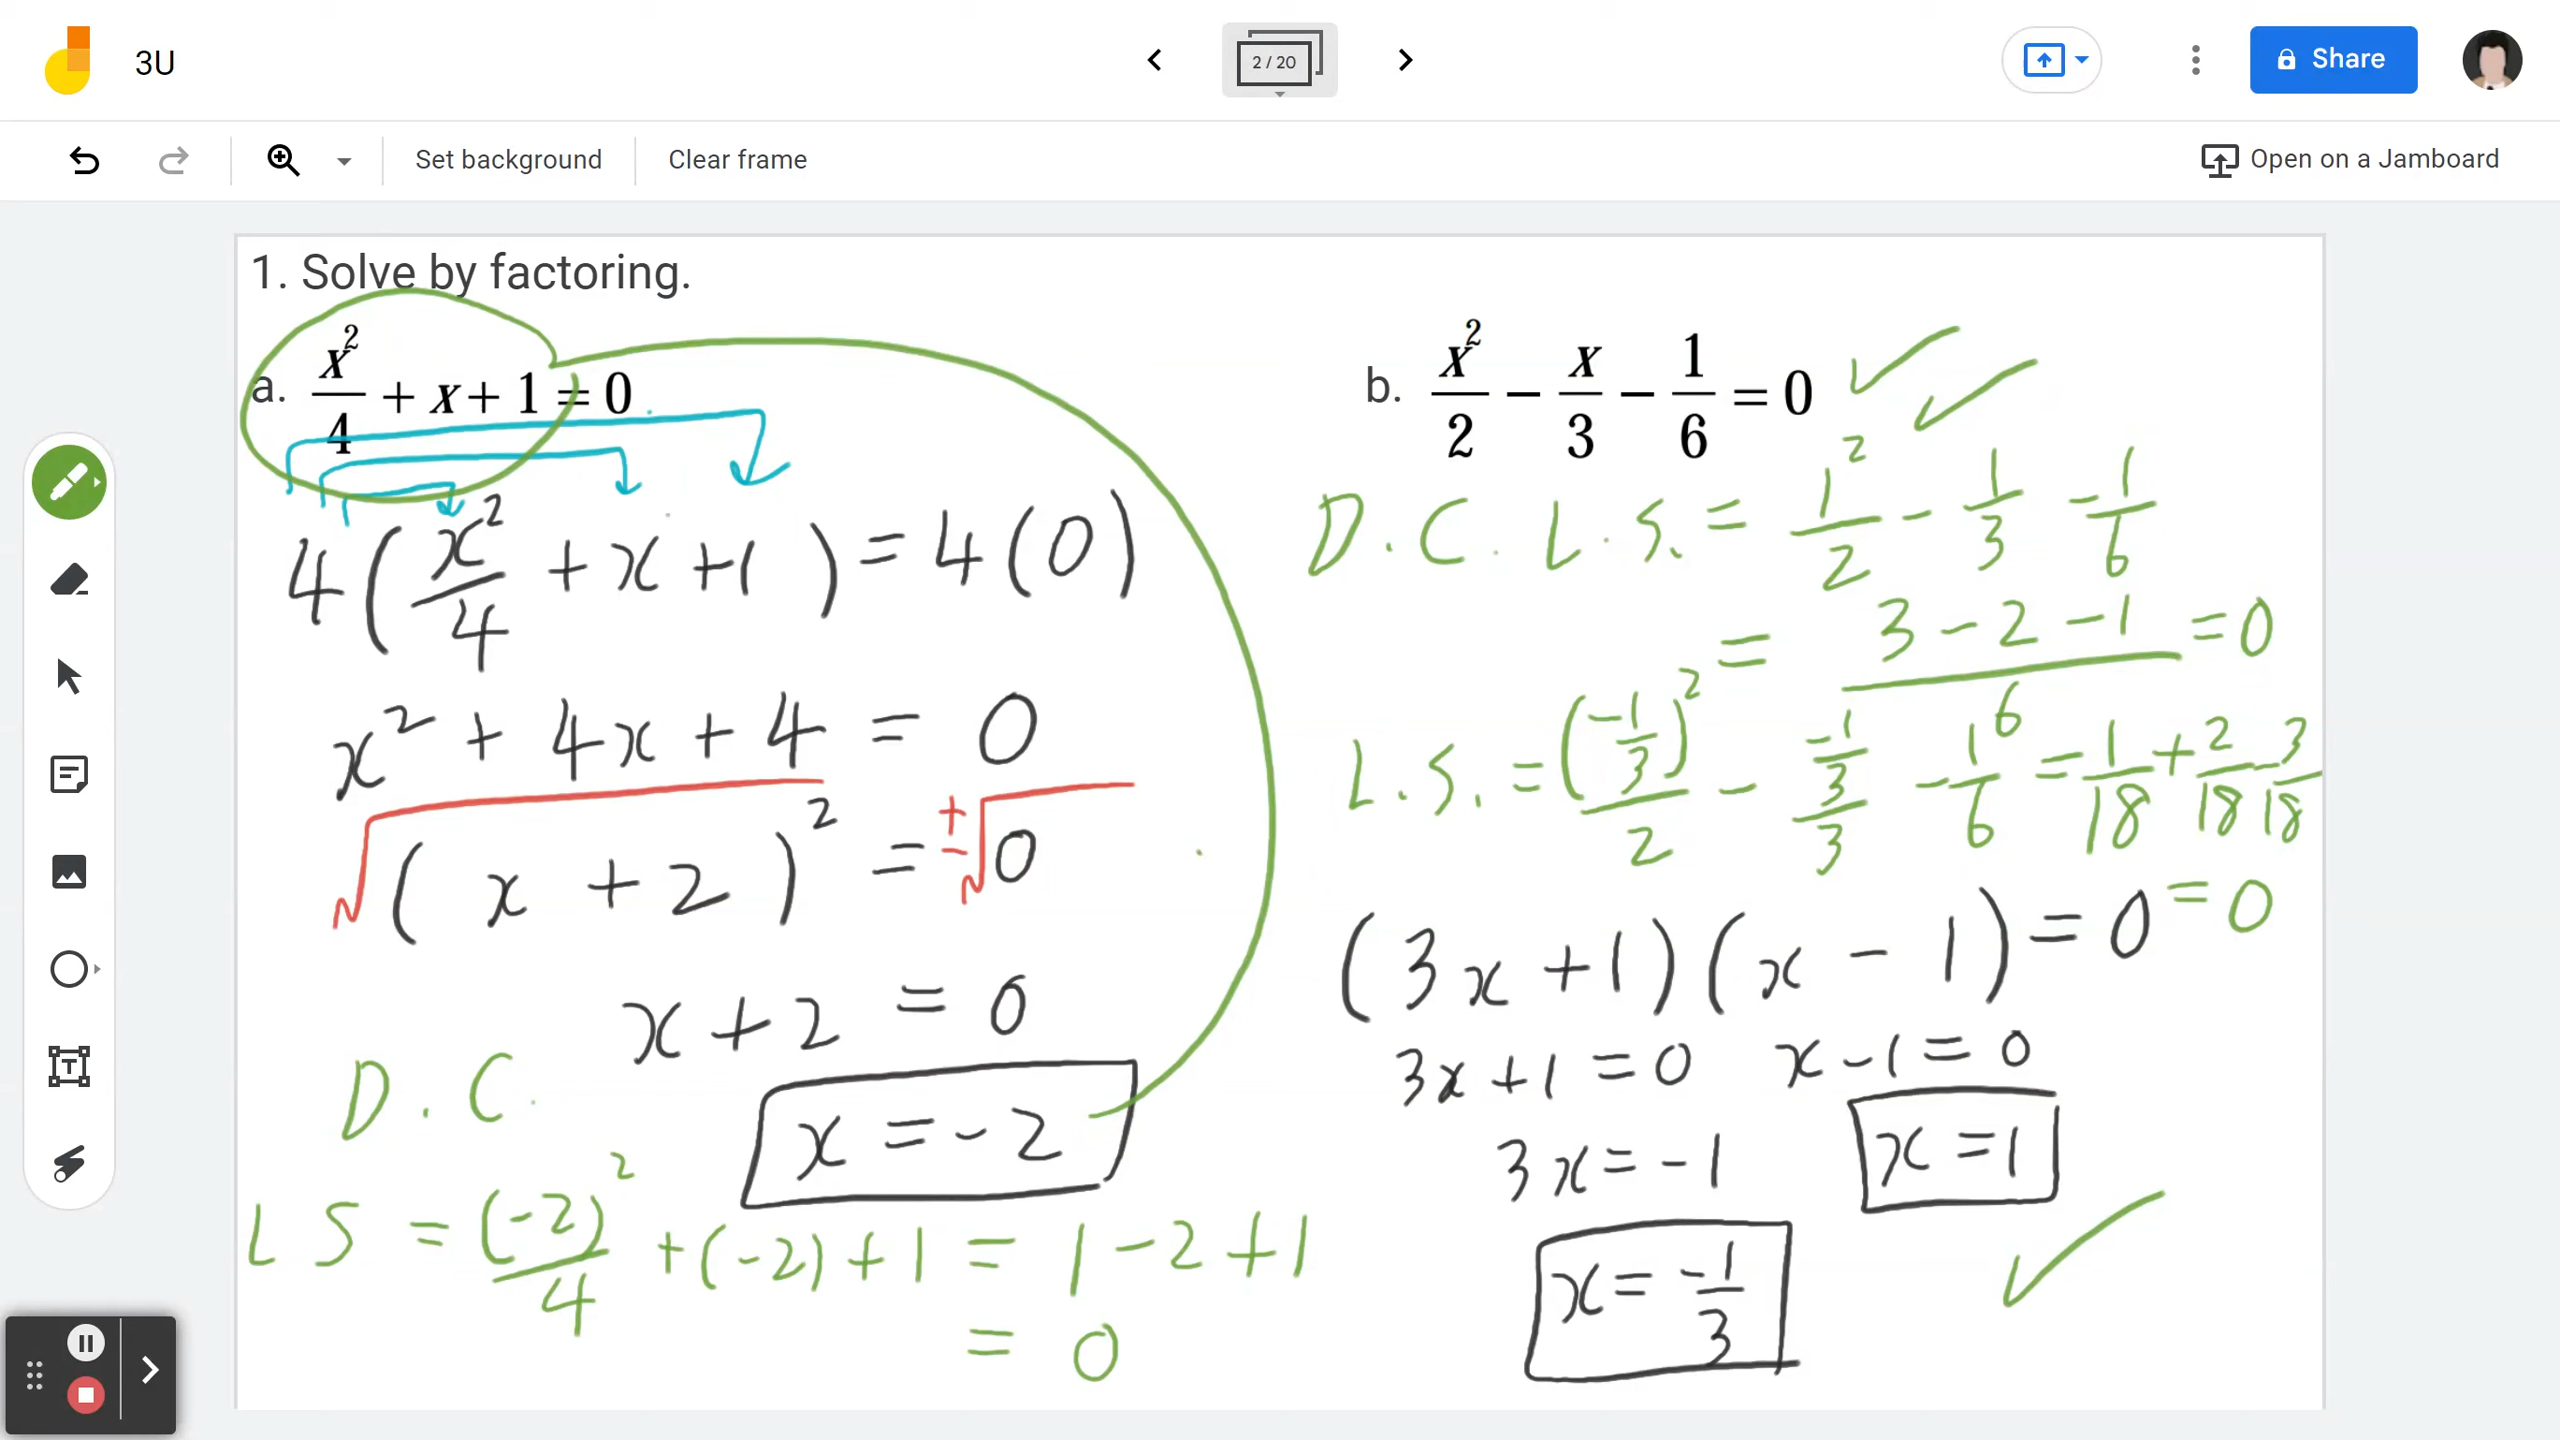 3U
2 / 20
Share
Set background
Clear frame
Open on a Jamboard
1. Solve by factoring.
a. x²/4 + x + 1 = 0
4(x²/4 + x + 1) = 4(0)
x² + 4x + 4 = 0
√(x + 2)² = ±√0
x + 2 = 0
x = -2
D. C.
LS = (-2)²/4 + (-2) + 1 = 1 - 2 + 1
= 0
b. x²/2 − x/3 − 1/6 = 0
D. C. L. S. = 1²/2 - 1/3 - 1/6
= (3 - 2 - 1)/6 = 0
L. S. = (-1/3)²/2 - (-1/3)/3 - 1/6 = 1/18 + 2/18 - 3/18
= 0
(3x + 1)(x - 1) = 0
3x + 1 = 0 x - 1 = 0
3x = -1 x = 1
x = -1/3